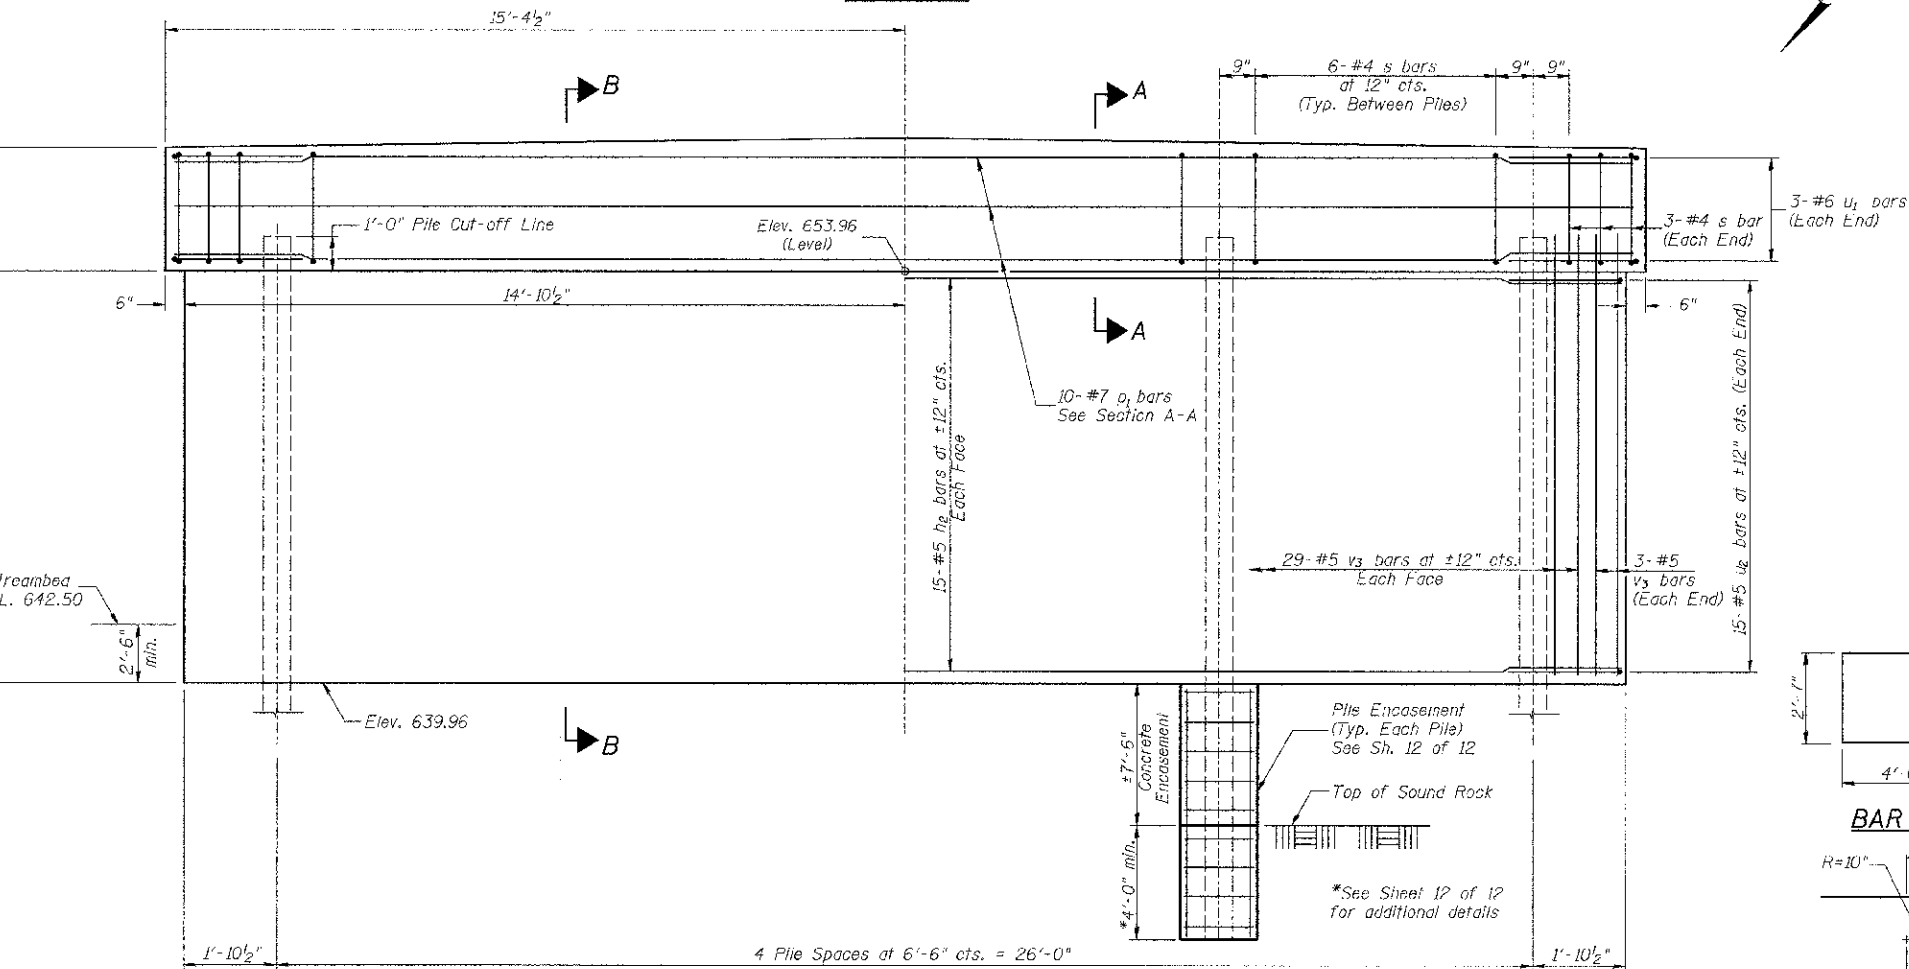 15'-4½"
B
A
9"
6-#4 s bars
at 12" cts.
(Typ. Between Piles)
9"
9"
1'-0" Pile Cut-off Line
Elev. 653.96
(Level)
3-#4 s bar
(Each End)
3-#6 u₁ bars
(Each End)
6"
14'-10½"
A
6"
15-#5 h₂ bars at ±12" cts.
Each Face
10-#7 p₁ bars
See Section A-A
15-#5 u₂ bars at ±12" cts. (Each End)
29-#5 v₃ bars at ±12" cts.
Each Face
3-#5
v₃ bars
(Each End)
L. 642.50
2'-6"
min.
Elev. 639.96
B
±7'-6"
Concrete
Encasement
Pile Encasement
(Typ. Each Pile)
See Sh. 12 of 12
Top of Sound Rock
*4'-0" min.
*See Sheet 12 of 12
for additional details
2'-7"
BAR
R=10"
1'-10½"
4 Pile Spaces at 6'-6" cts. = 26'-0"
1'-10½"